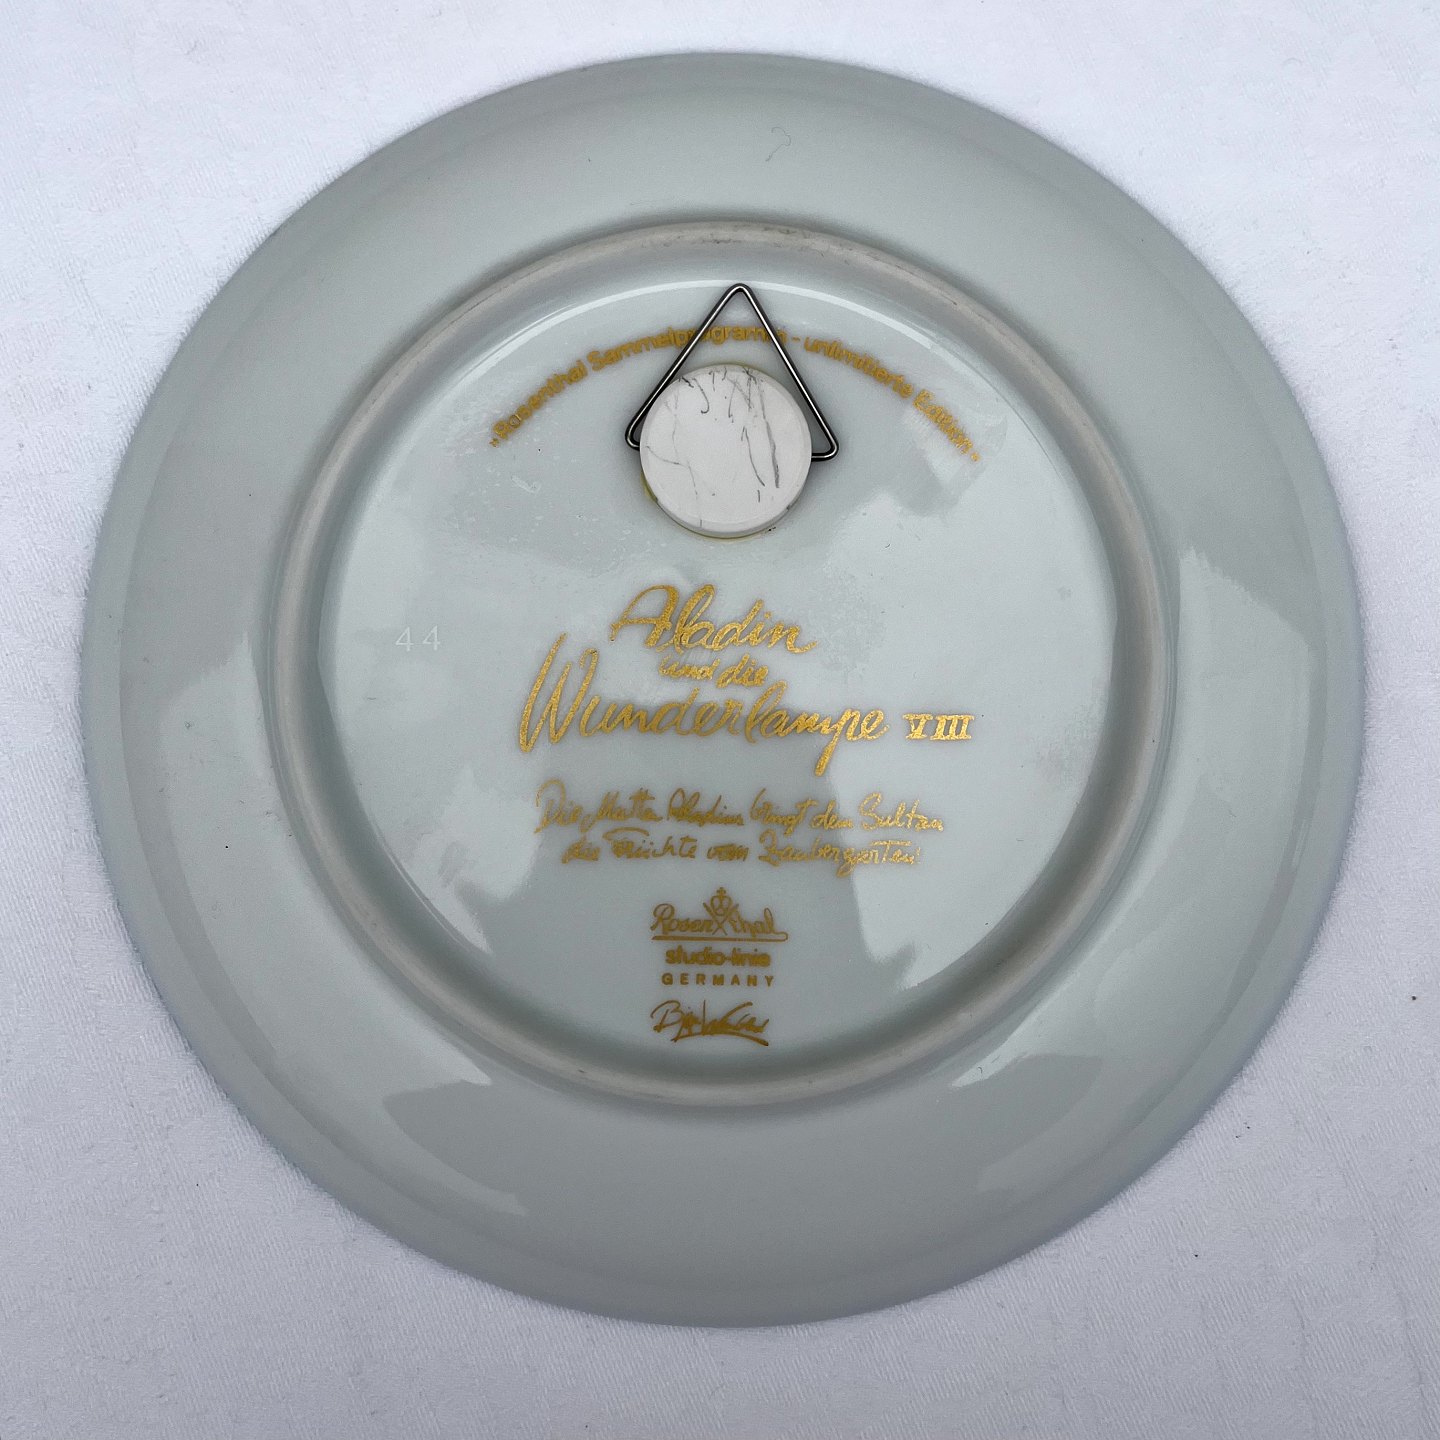 "Rosenthal Sammelprogramm - unlimitierte Edition"
44
Aladin
und die
Wunderlampe VIII
Die Mutter Aladins bringt dem Sultan
die Früchte vom Zaubergarten
Rosenthal
studio-linie
GERMANY